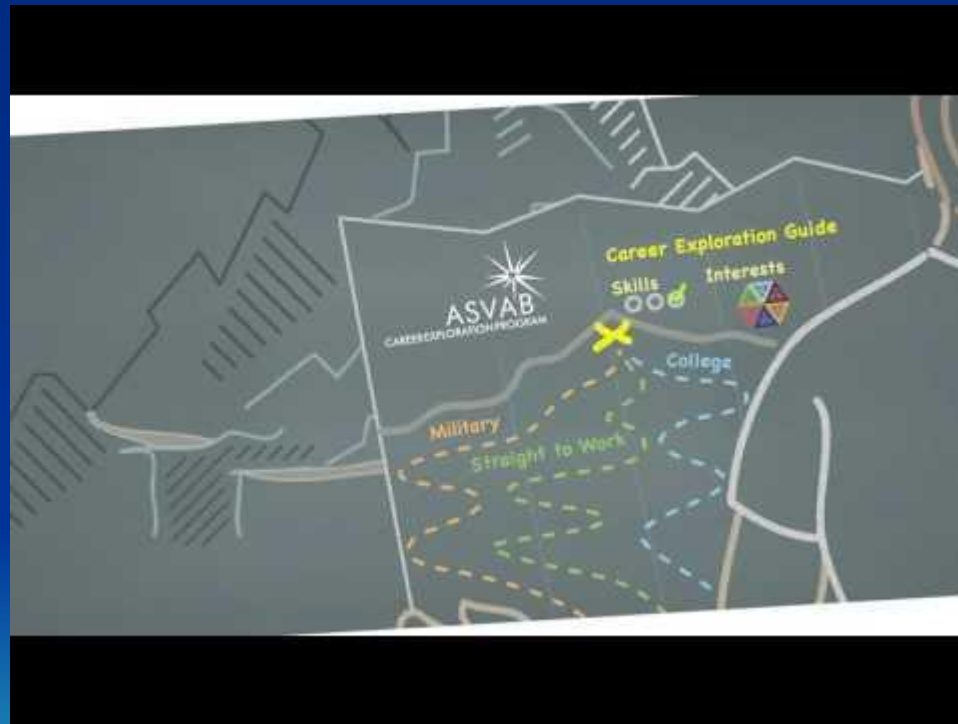 Career Exploration Guide
Skills
Interests
ASVAB
CAREER EXPLORATION PROGRAM
College
Military
Straight to Work